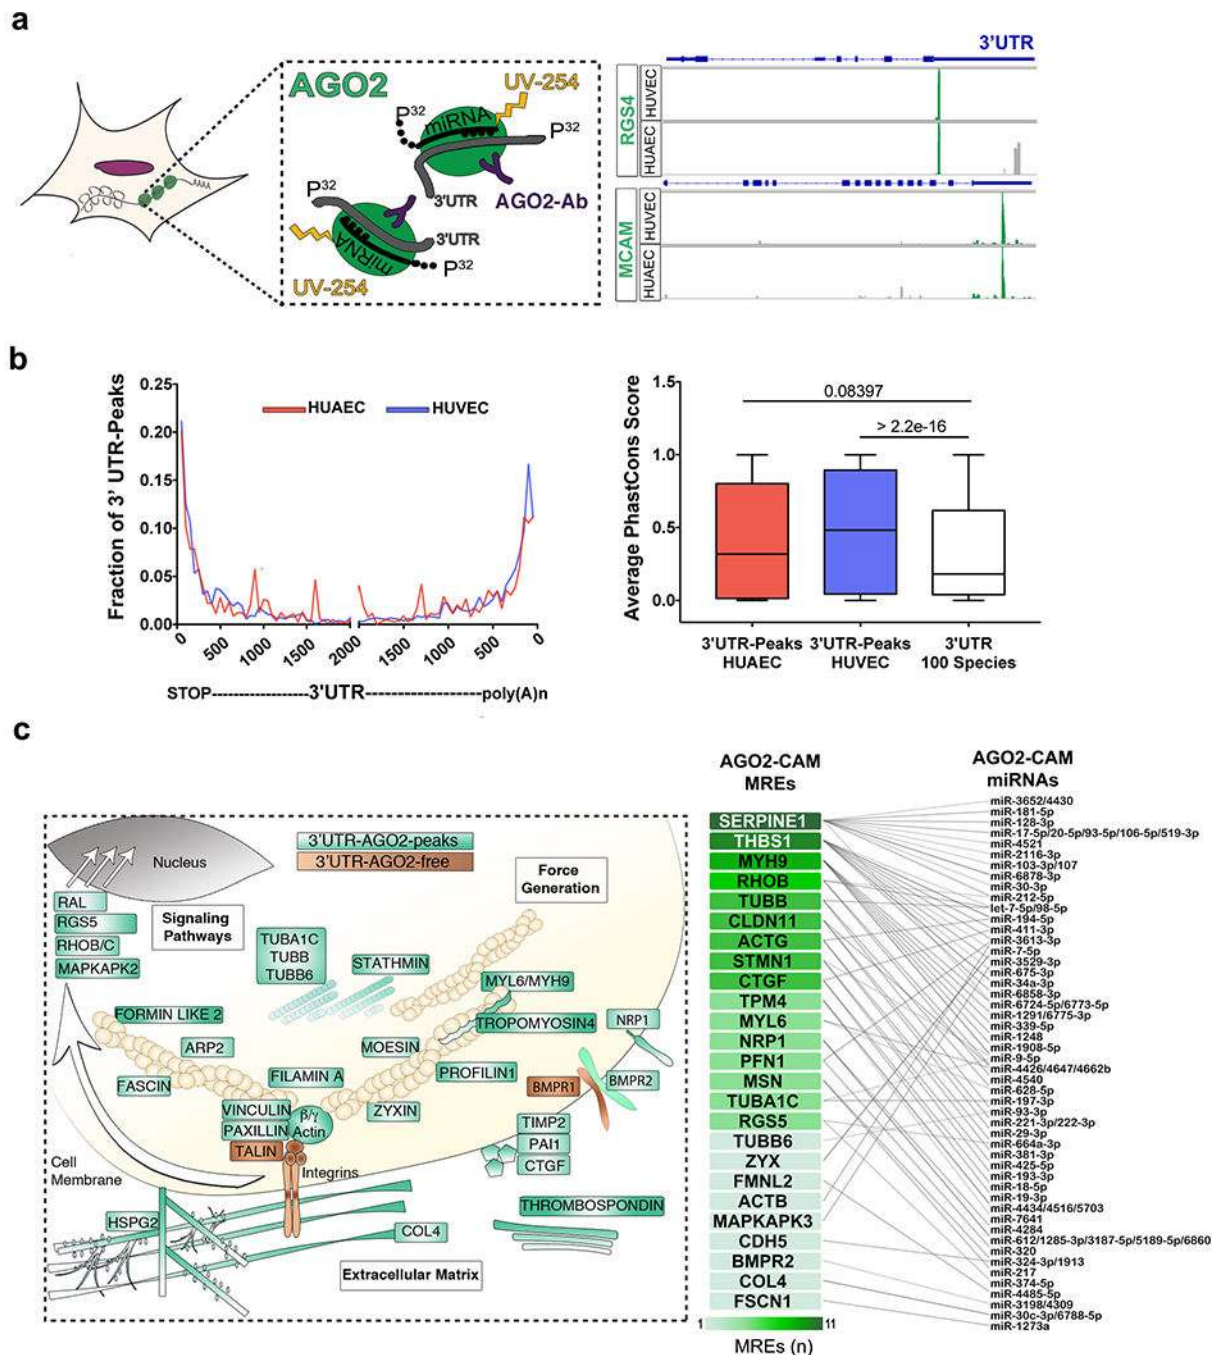 a
AGO2
UV-254
P32
miRNA
P32
3'UTR
AGO2-Ab
P32
3'UTR
miRNA
P32
UV-254
3'UTR
RGS4
HUVEC
HUAEC
MCAM
HUVEC
HUAEC
b
Fraction of 3' UTR-Peaks
0.25
0.20
0.15
0.10
0.05
0.00
HUAEC
HUVEC
0 500 1000 1500 2000 1500 1000 500 0
STOP------------------3'UTR----------------------poly(A)n
Average PhastCons Score
1.5
1.0
0.5
0.0
0.08397
> 2.2e-16
3'UTR-Peaks
HUAEC
3'UTR-Peaks
HUVEC
3'UTR
100 Species
c
Nucleus
3'UTR-AGO2-peaks
3'UTR-AGO2-free
Force
Generation
RAL
RGS5
RHOB/C
MAPKAPK2
Signaling
Pathways
TUBA1C
TUBB
TUBB6
STATHMIN
MYL6/MYH9
FORMIN LIKE 2
TROPOMYOSIN4
NRP1
ARP2
MOESIN
FASCIN
FILAMIN A
PROFILIN1
BMPR1
BMPR2
VINCULIN
PAXILLIN
β/γ
Actin
ZYXIN
TALIN
TIMP2
PAI1
CTGF
Cell
Membrane
Integrins
THROMBOSPONDIN
HSPG2
COL4
Extracellular Matrix
AGO2-CAM
MREs
SERPINE1
THBS1
MYH9
RHOB
TUBB
CLDN11
ACTG
STMN1
CTGF
TPM4
MYL6
NRP1
PFN1
MSN
TUBA1C
RGS5
TUBB6
ZYX
FMNL2
ACTB
MAPKAPK3
CDH5
BMPR2
COL4
FSCN1
1 11
MREs (n)
AGO2-CAM
miRNAs
miR-3652/4430
miR-181-5p
miR-128-3p
miR-17-5p/20-5p/93-5p/106-5p/519-3p
miR-4521
miR-2116-3p
miR-103-3p/107
miR-6878-3p
miR-30-3p
miR-212-5p
let-7-5p/98-5p
miR-194-5p
miR-411-3p
miR-3613-3p
miR-7-5p
miR-3529-3p
miR-675-3p
miR-34a-3p
miR-6858-3p
miR-6724-5p/6773-5p
miR-1291/6775-3p
miR-339-5p
miR-1248
miR-1908-5p
miR-9-5p
miR-4426/4647/4662b
miR-4540
miR-628-5p
miR-197-3p
miR-93-3p
miR-221-3p/222-3p
miR-29-3p
miR-664a-3p
miR-381-3p
miR-425-5p
miR-193-3p
miR-18-5p
miR-19-3p
miR-4434/4516/5703
miR-7641
miR-4284
miR-612/1285-3p/3187-5p/5189-5p/6860
miR-320
miR-324-3p/1913
miR-217
miR-374-5p
miR-4485-5p
miR-3198/4309
miR-30c-3p/6788-5p
miR-1273a